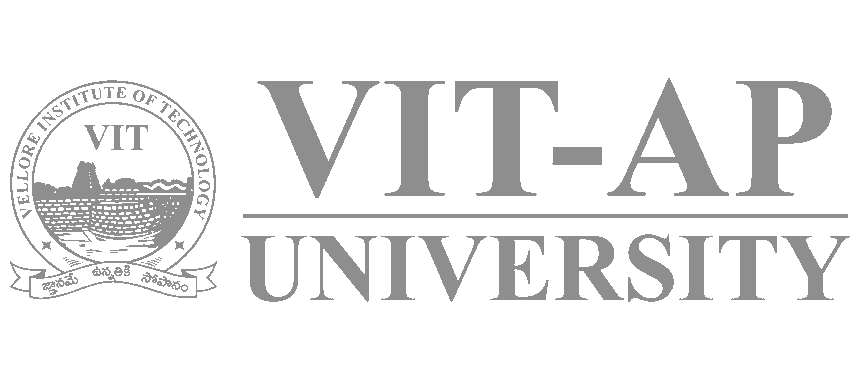 VELLORE INSTITUTE OF TECHNOLOGY
VIT
జ్ఞానమే ఉన్నతికి సోపానం
VIT-AP
UNIVERSITY